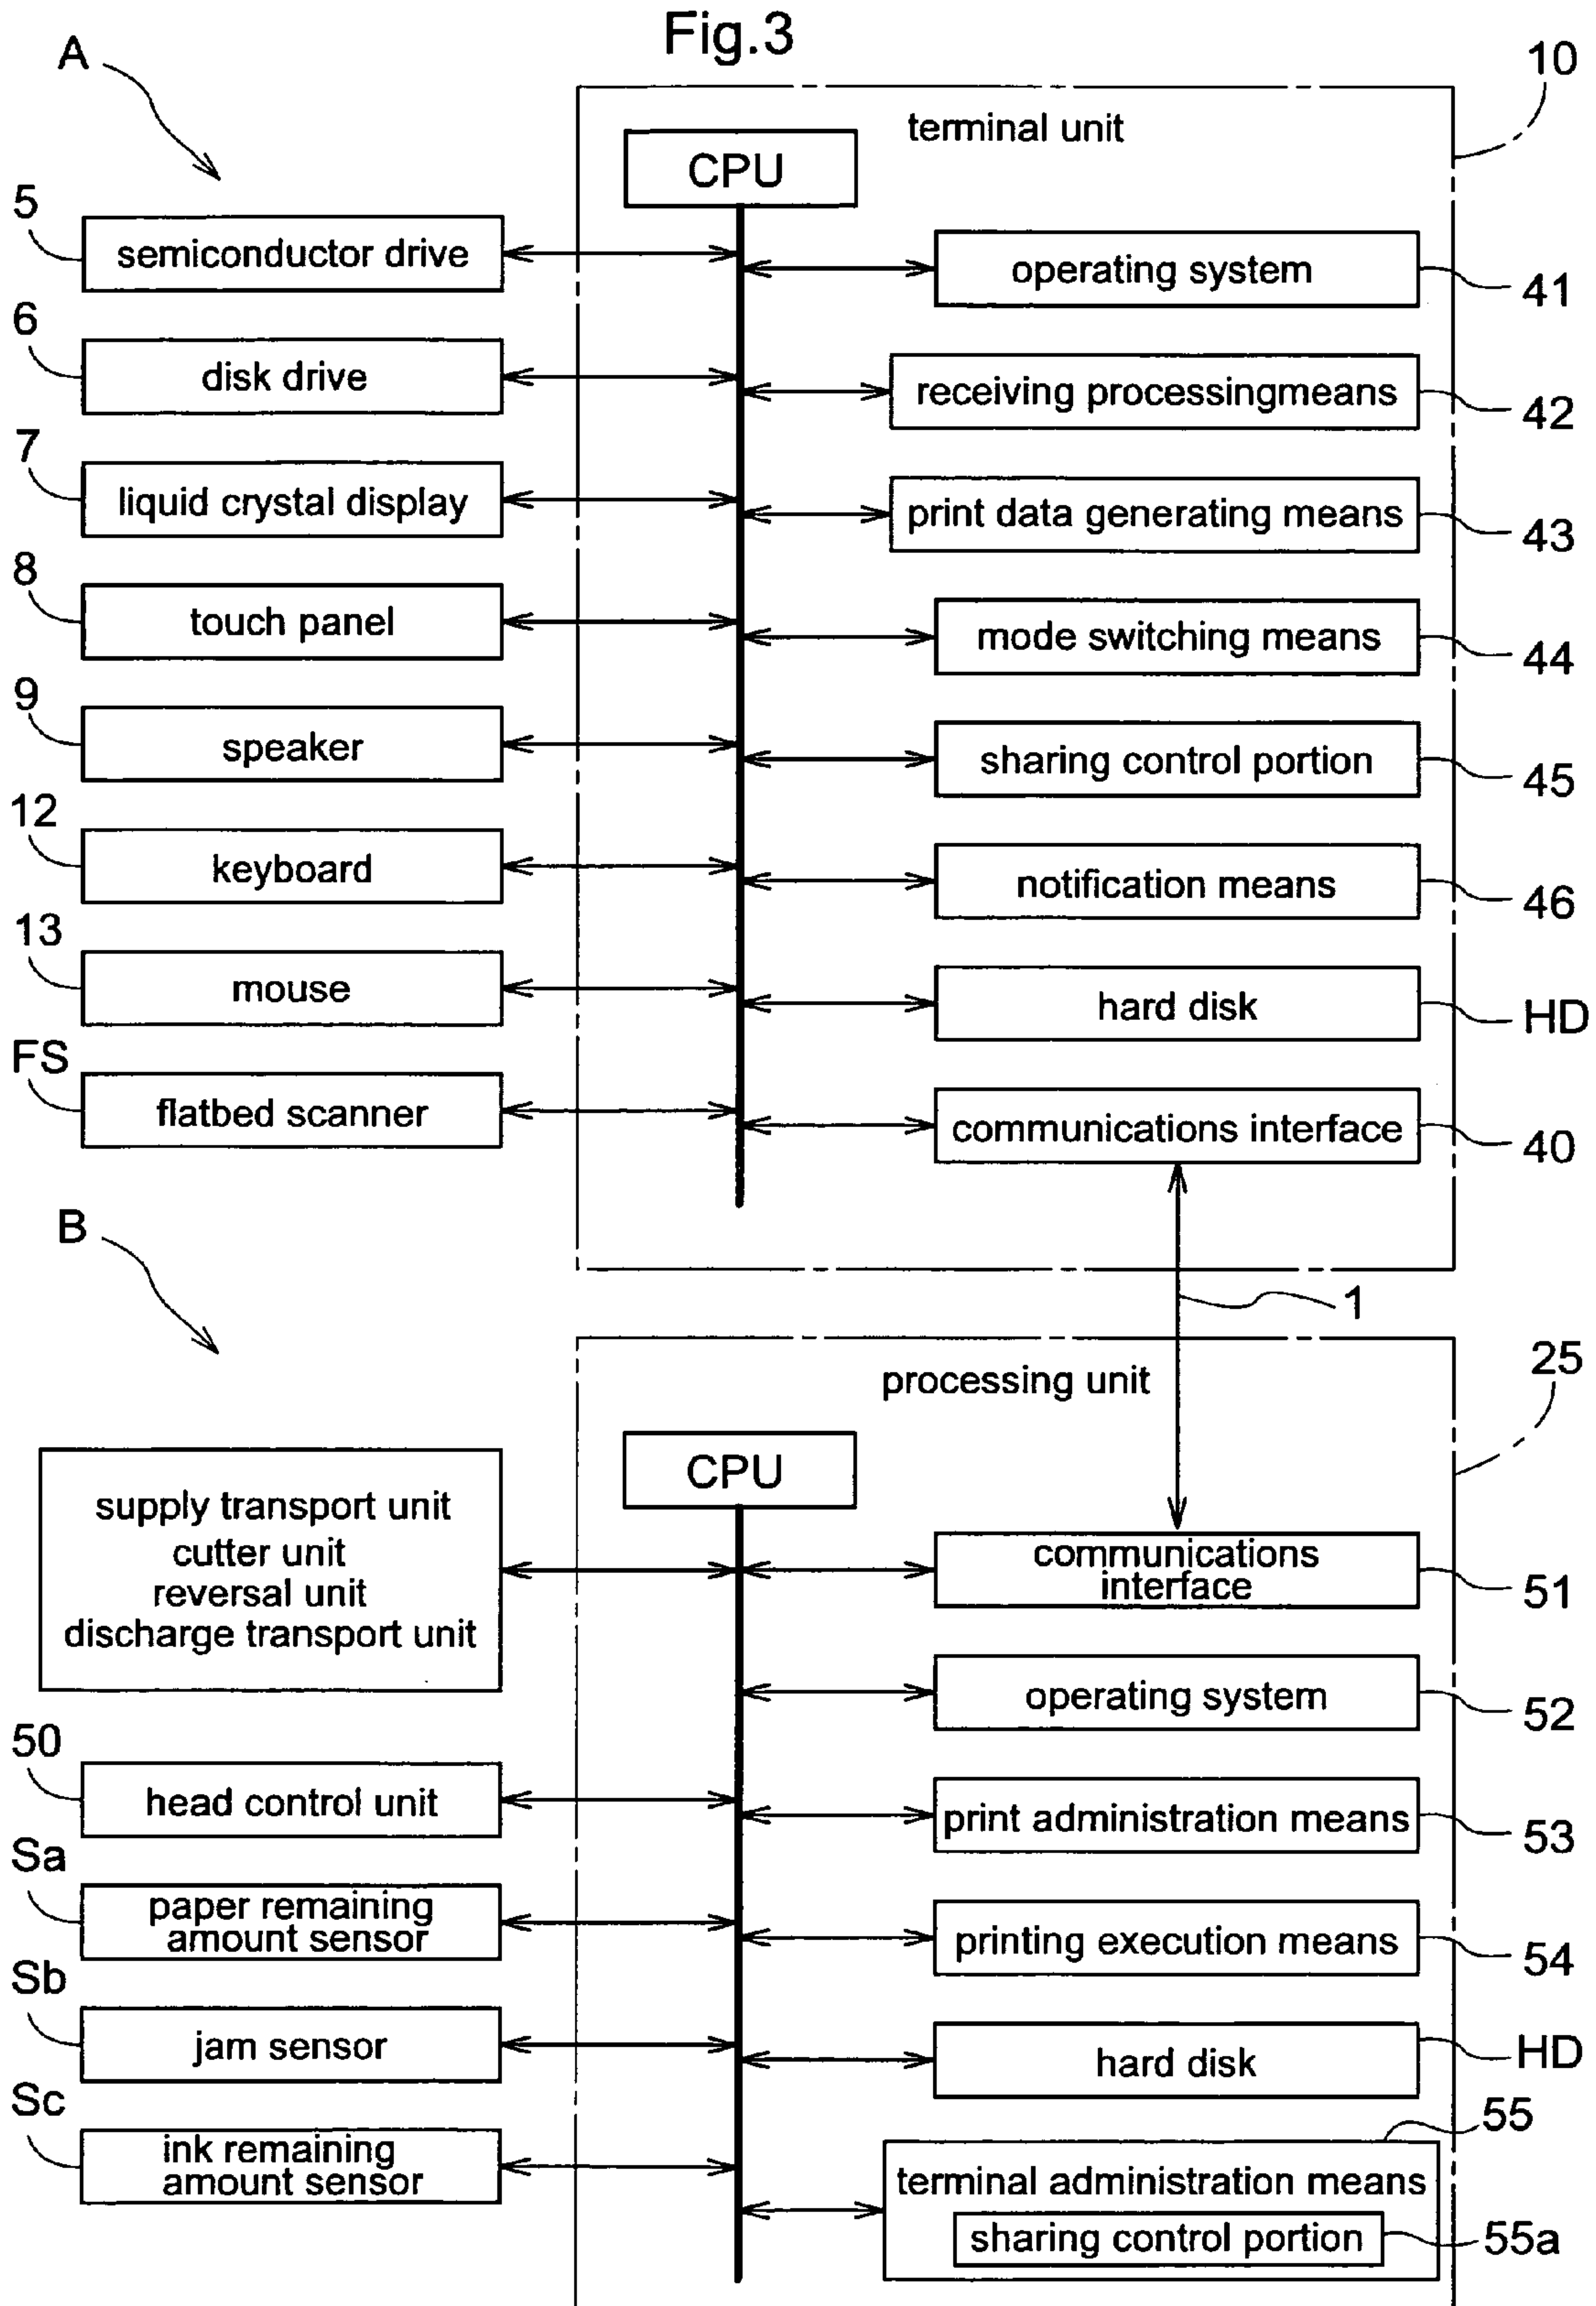 Fig.3
A
10
terminal unit
CPU
5
semiconductor drive
operating system
41
6
disk drive
receiving processingmeans
42
7
liquid crystal display
print data generating means
43
8
touch panel
mode switching means
44
9
speaker
sharing control portion
45
12
keyboard
notification means
46
13
mouse
hard disk
HD
FS
flatbed scanner
communications interface
40
B
1
25
processing unit
CPU
supply transport unit
cutter unit
reversal unit
discharge transport unit
communications
interface
51
operating system
52
50
head control unit
print administration means
53
Sa
paper remaining
amount sensor
printing execution means
54
Sb
jam sensor
hard disk
HD
Sc
ink remaining
amount sensor
55
terminal administration means
sharing control portion
55a